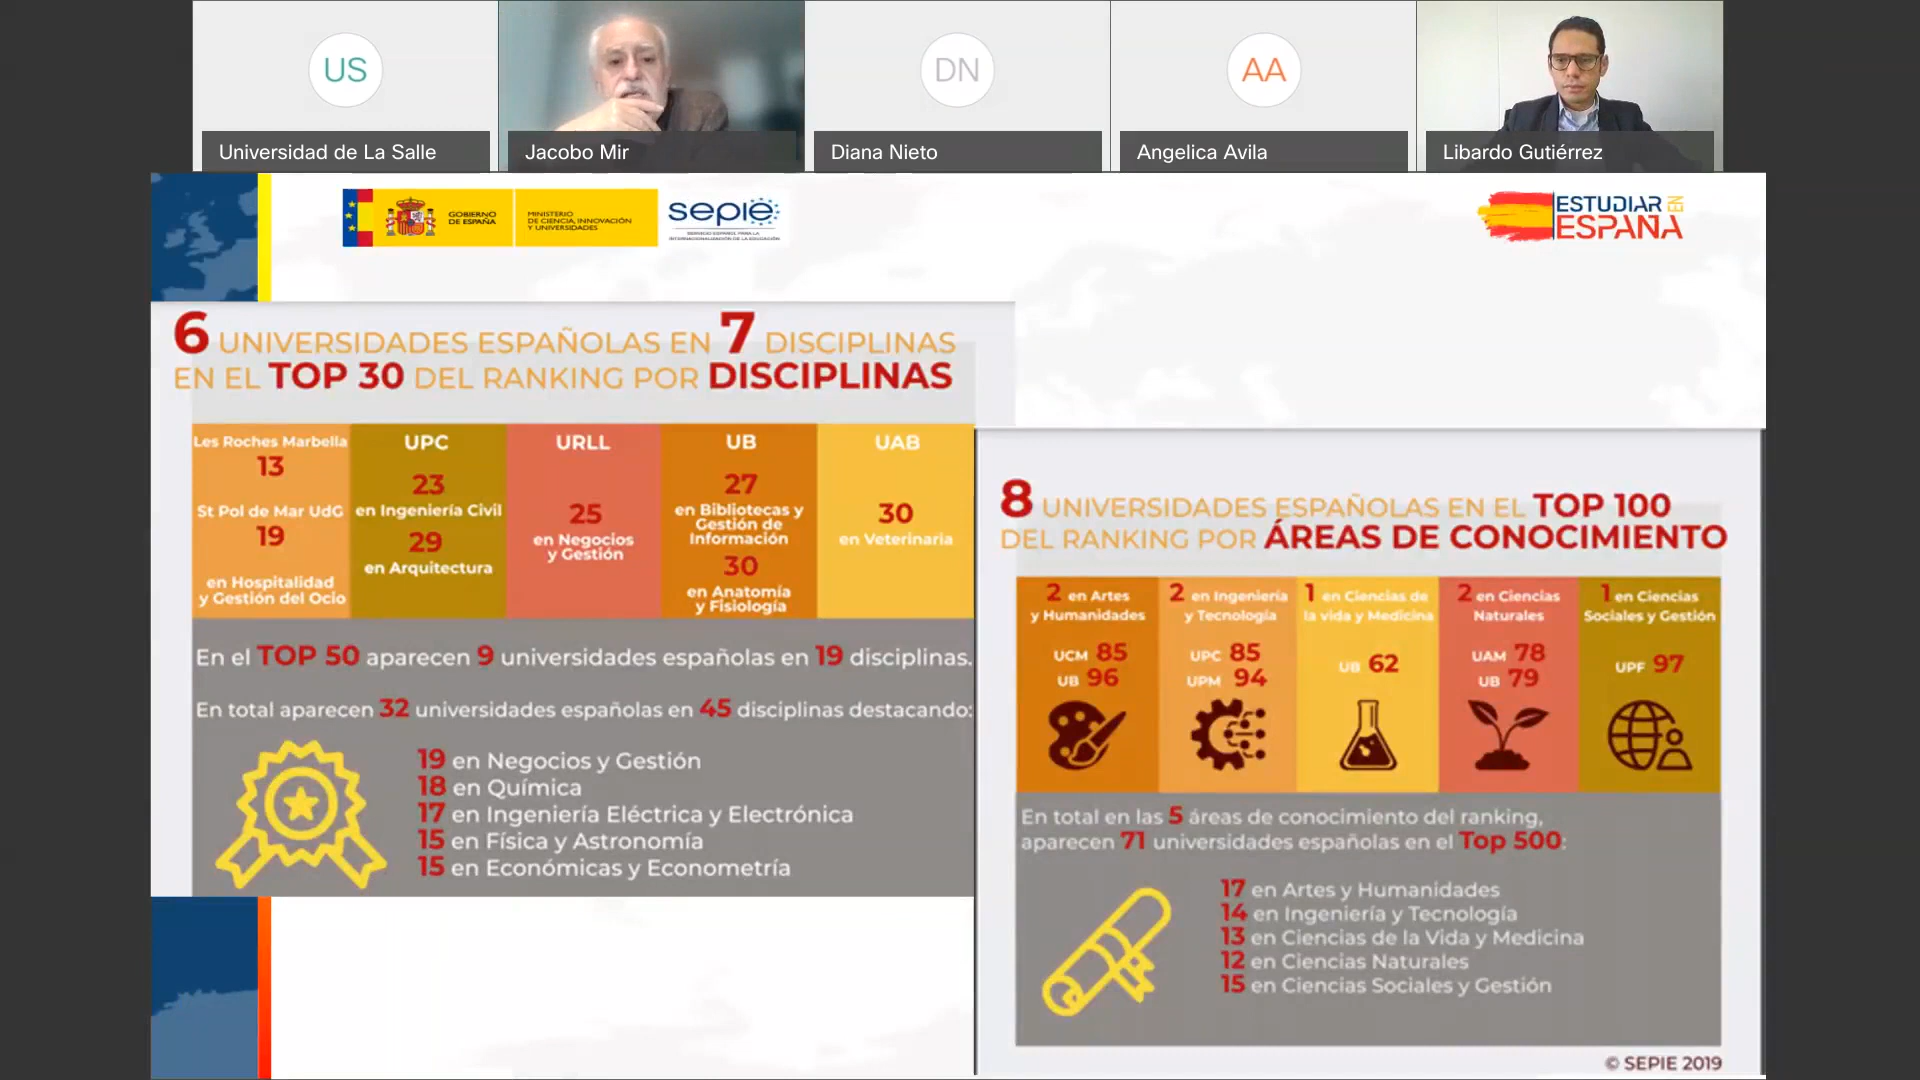 US
DN
AA
Universidad de La Salle
Jacobo Mir
Diana Nieto
Angelica Avila
Libardo Gutiérrez
GOBIERNO
DE ESPAÑA
MINISTERIO
DE CIENCIA, INNOVACIÓN
Y UNIVERSIDADES
sepie
SERVICIO ESPAÑOL PARA LA
INTERNACIONALIZACIÓN DE LA EDUCACIÓN
ESTUDIAR EN
ESPAÑA
6 UNIVERSIDADES ESPAÑOLAS EN 7 DISCIPLINAS
EN EL TOP 30 DEL RANKING POR DISCIPLINAS
Les Roches Marbella
13
St Pol de Mar UdG
19
en Hospitalidad
y Gestión del Ocio
UPC
23
en Ingeniería Civil
29
en Arquitectura
URLL
25
en Negocios
y Gestión
UB
27
en Bibliotecas y
Gestión de
Información
30
en Anatomía
y Fisiología
UAB
30
en Veterinaria
En el TOP 50 aparecen 9 universidades españolas en 19 disciplinas.
En total aparecen 32 universidades españolas en 45 disciplinas destacando:
19 en Negocios y Gestión
18 en Química
17 en Ingeniería Eléctrica y Electrónica
15 en Física y Astronomía
15 en Económicas y Econometría
8 UNIVERSIDADES ESPAÑOLAS EN EL TOP 100
DEL RANKING POR ÁREAS DE CONOCIMIENTO
2 en Artes
y Humanidades
UCM 85
UB 96
2 en Ingeniería
y Tecnología
UPC 85
UPM 94
1 en Ciencias de
la vida y Medicina
UB 62
2 en Ciencias
Naturales
UAM 78
UB 79
1 en Ciencias
Sociales y Gestión
UPF 97
En total en las 5 áreas de conocimiento del ranking,
aparecen 71 universidades españolas en el Top 500:
17 en Artes y Humanidades
14 en Ingeniería y Tecnología
13 en Ciencias de la Vida y Medicina
12 en Ciencias Naturales
15 en Ciencias Sociales y Gestión
© SEPIE 2019